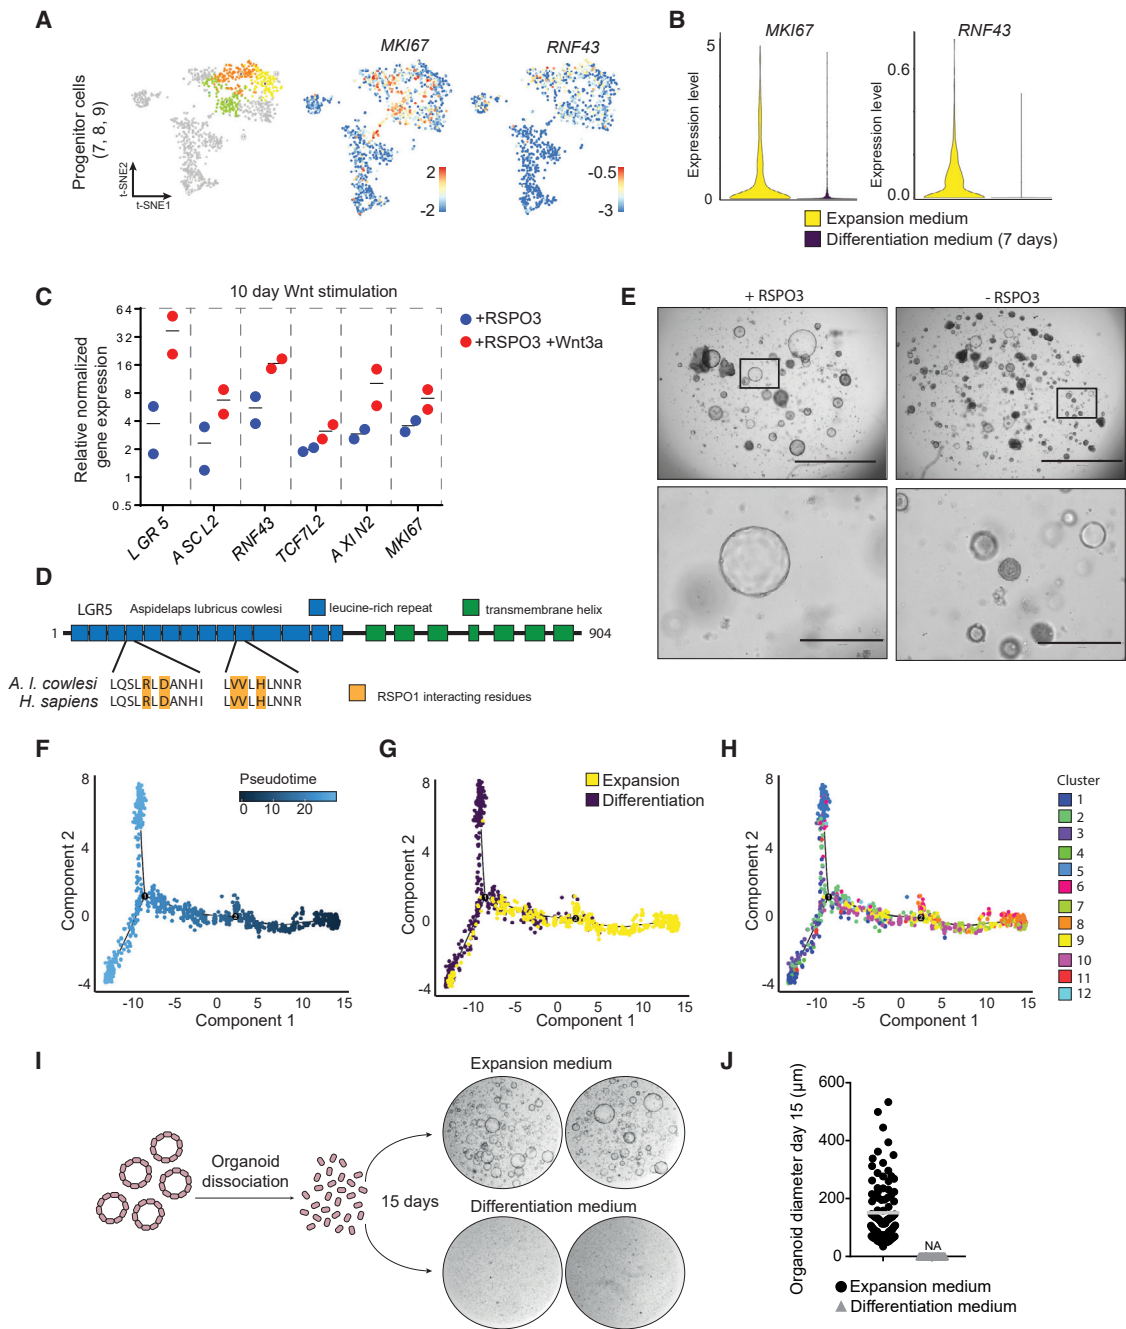 A
Progenitor cells
(7, 8, 9)
t-SNE2
t-SNE1
MKI67
2
-2
RNF43
-0.5
-3
B
MKI67
RNF43
Expression level
5
0
Expression level
0.6
0.0
Expansion medium
Differentiation medium (7 days)
C
10 day Wnt stimulation
Relative normalized
gene expression
64
32
16
8
4
2
1
0.5
LGR5
ASCL2
RNF43
TCF7L2
AXIN2
MKI67
+RSPO3
+RSPO3 +Wnt3a
D
LGR5 Aspidelaps lubricus cowlesi
leucine-rich repeat
transmembrane helix
1
904
A. l. cowlesi LQSLRLDANHI LVVLHLNNR
H. sapiens LQSLRLDANHI LVVLHLNNR
RSPO1 interacting residues
E
+ RSPO3
- RSPO3
F
Pseudotime
0 10 20
Component 2
8
4
0
-4
-10 -5 0 5 10 15
Component 1
1
2
G
Expansion
Differentiation
Component 2
8
4
0
-4
-10 -5 0 5 10 15
Component 1
1
2
H
Component 2
8
4
0
-4
-10 -5 0 5 10 15
Component 1
1
2
Cluster
1
2
3
4
5
6
7
8
9
10
11
12
I
Organoid
dissociation
15 days
Expansion medium
Differentiation medium
J
Organoid diameter day 15 (µm)
600
400
200
0
NA
Expansion medium
Differentiation medium